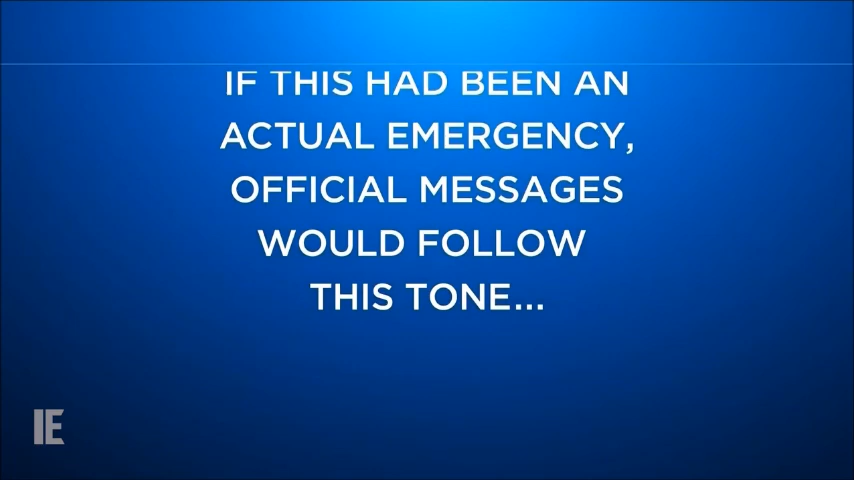 IF THIS HAD BEEN AN
ACTUAL EMERGENCY,
OFFICIAL MESSAGES
WOULD FOLLOW
THIS TONE...
IE